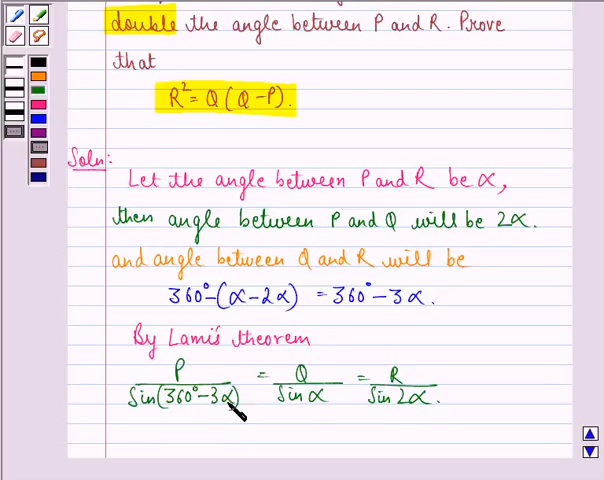 double the angle between P and R. Prove
that
R² = Q (Q - P).
Soln:
Let the angle between P and R be α,
then angle between P and Q will be 2α.
and angle between Q and R will be
360° - (α - 2α) = 360° - 3α.
By Lami's theorem
P / Sin(360° - 3α) = Q / Sin α = R / Sin 2α.